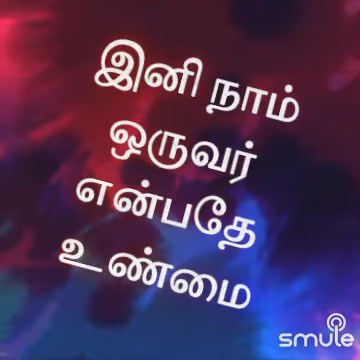 இனி நாம்
ஒருவர்
என்பதே
உண்மை
smule